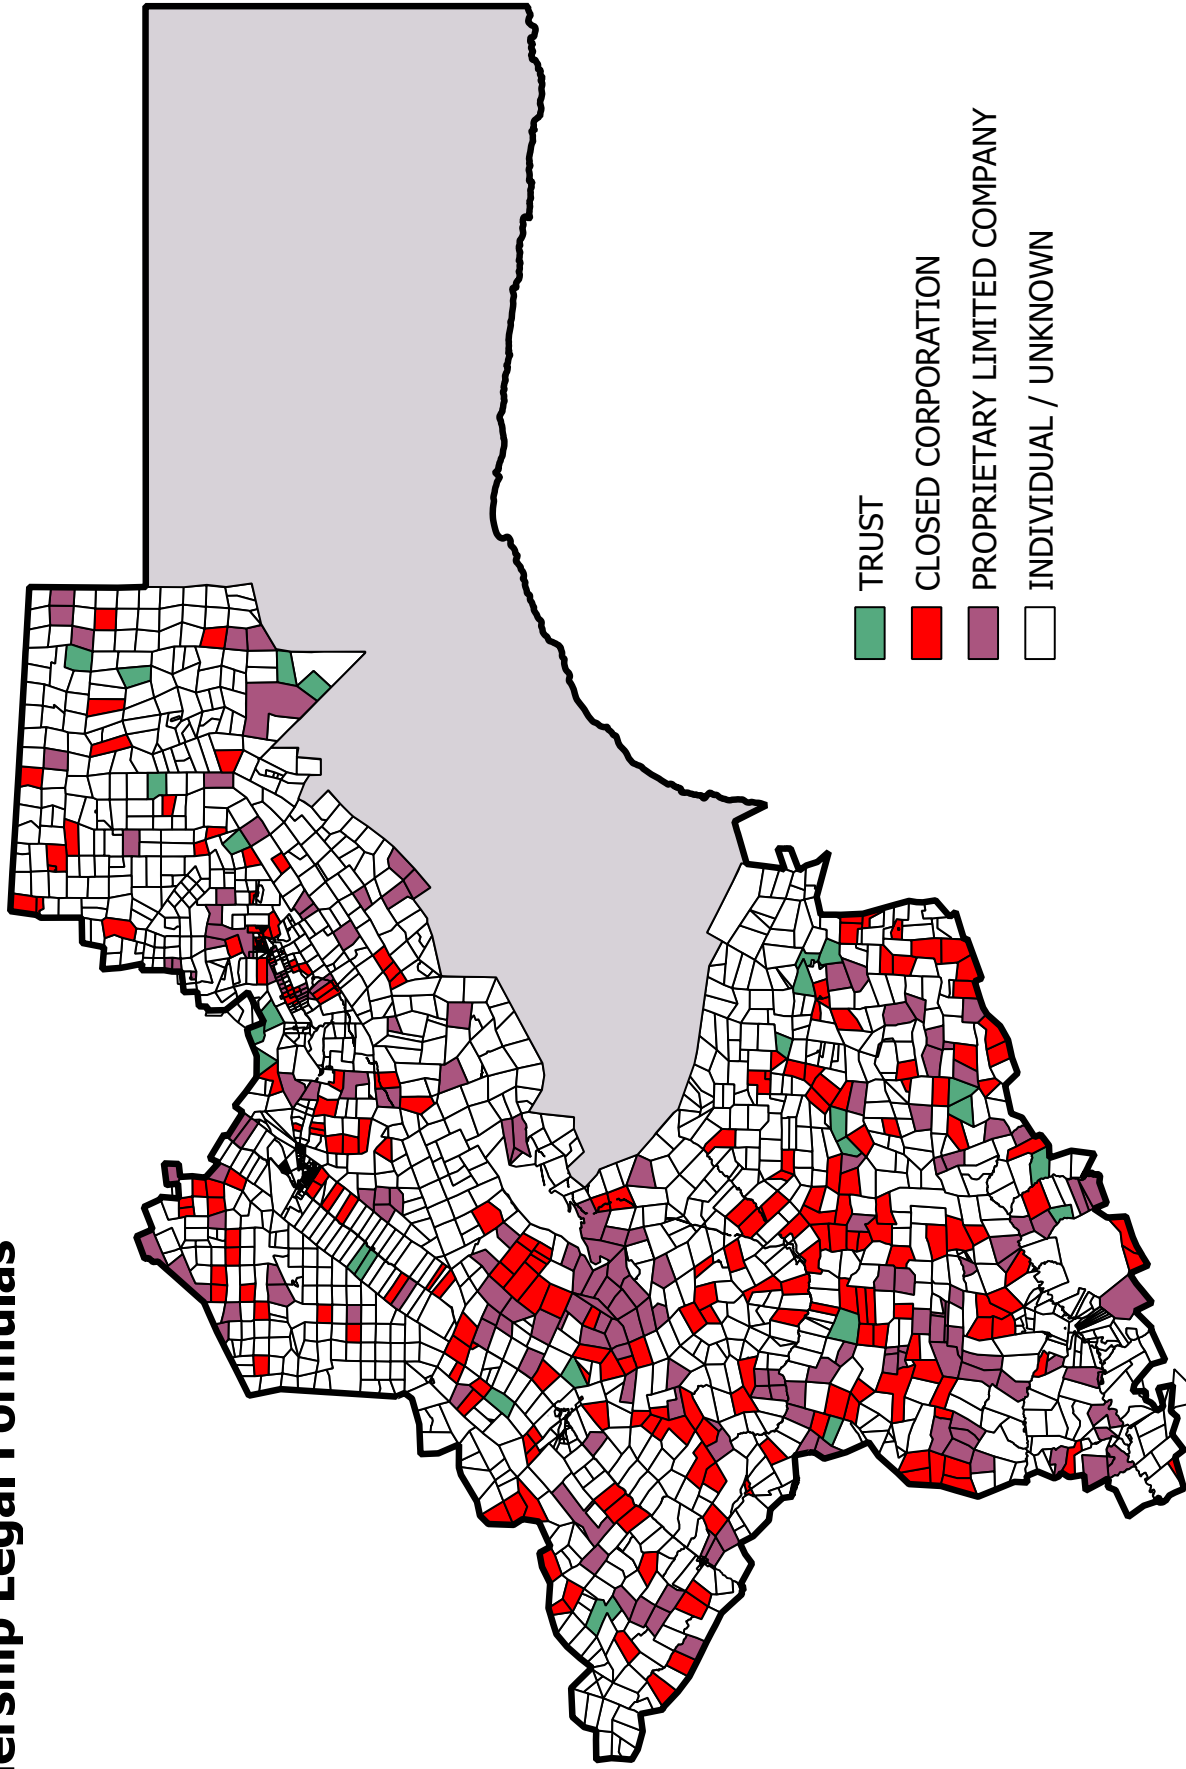 ership Legal Formulas
TRUST
CLOSED CORPORATION
PROPRIETARY LIMITED COMPANY
INDIVIDUAL / UNKNOWN